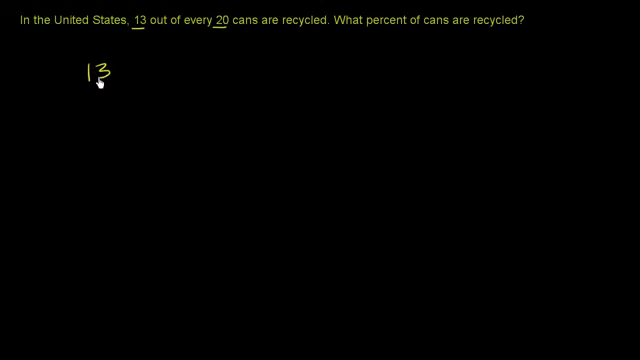 In the United States, 13 out of every 20 cans are recycled. What percent of cans are recycled?
13